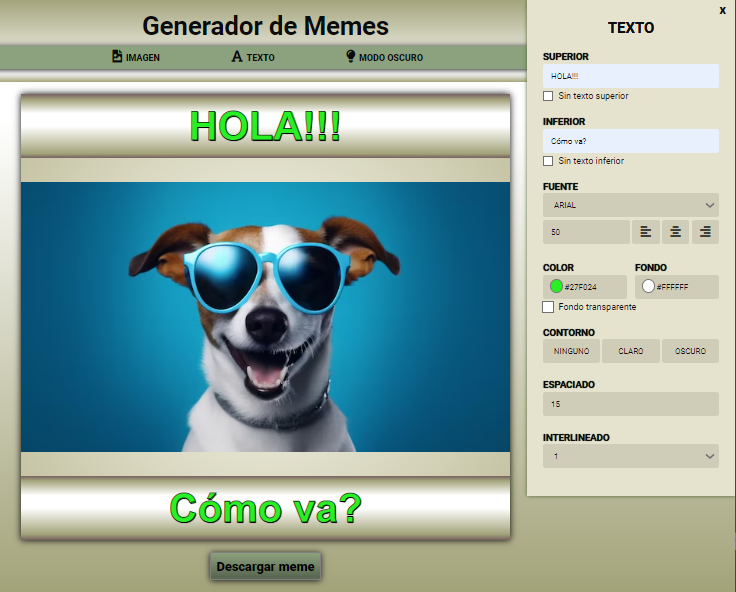 Generador de Memes
IMAGEN
TEXTO
MODO OSCURO
HOLA!!!
Cómo va?
Descargar meme
x
TEXTO
SUPERIOR
HOLA!!!
Sin texto superior
INFERIOR
Cómo va?
Sin texto inferior
FUENTE
ARIAL
50
COLOR
FONDO
#27F024
#FFFFFF
Fondo transparente
CONTORNO
NINGUNO
CLARO
OSCURO
ESPACIADO
15
INTERLINEADO
1